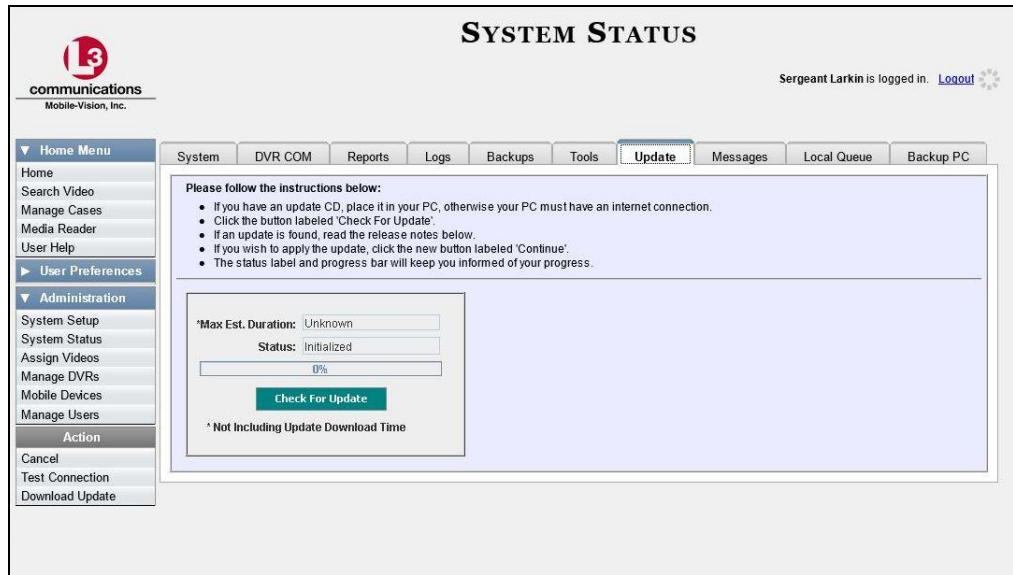 SYSTEM STATUS
L3
communications
Mobile-Vision, Inc.
Sergeant Larkin is logged in. Logout
▼ Home Menu
Home
Search Video
Manage Cases
Media Reader
User Help
▶ User Preferences
▼ Administration
System Setup
System Status
Assign Videos
Manage DVRs
Mobile Devices
Manage Users
Action
Cancel
Test Connection
Download Update
System DVR COM Reports Logs Backups Tools Update Messages Local Queue Backup PC
Please follow the instructions below:
• If you have an update CD, place it in your PC, otherwise your PC must have an internet connection.
• Click the button labeled 'Check For Update'.
• If an update is found, read the release notes below.
• If you wish to apply the update, click the new button labeled 'Continue'.
• The status label and progress bar will keep you informed of your progress.
*Max Est. Duration: Unknown
Status: Initialized
0%
Check For Update
* Not Including Update Download Time